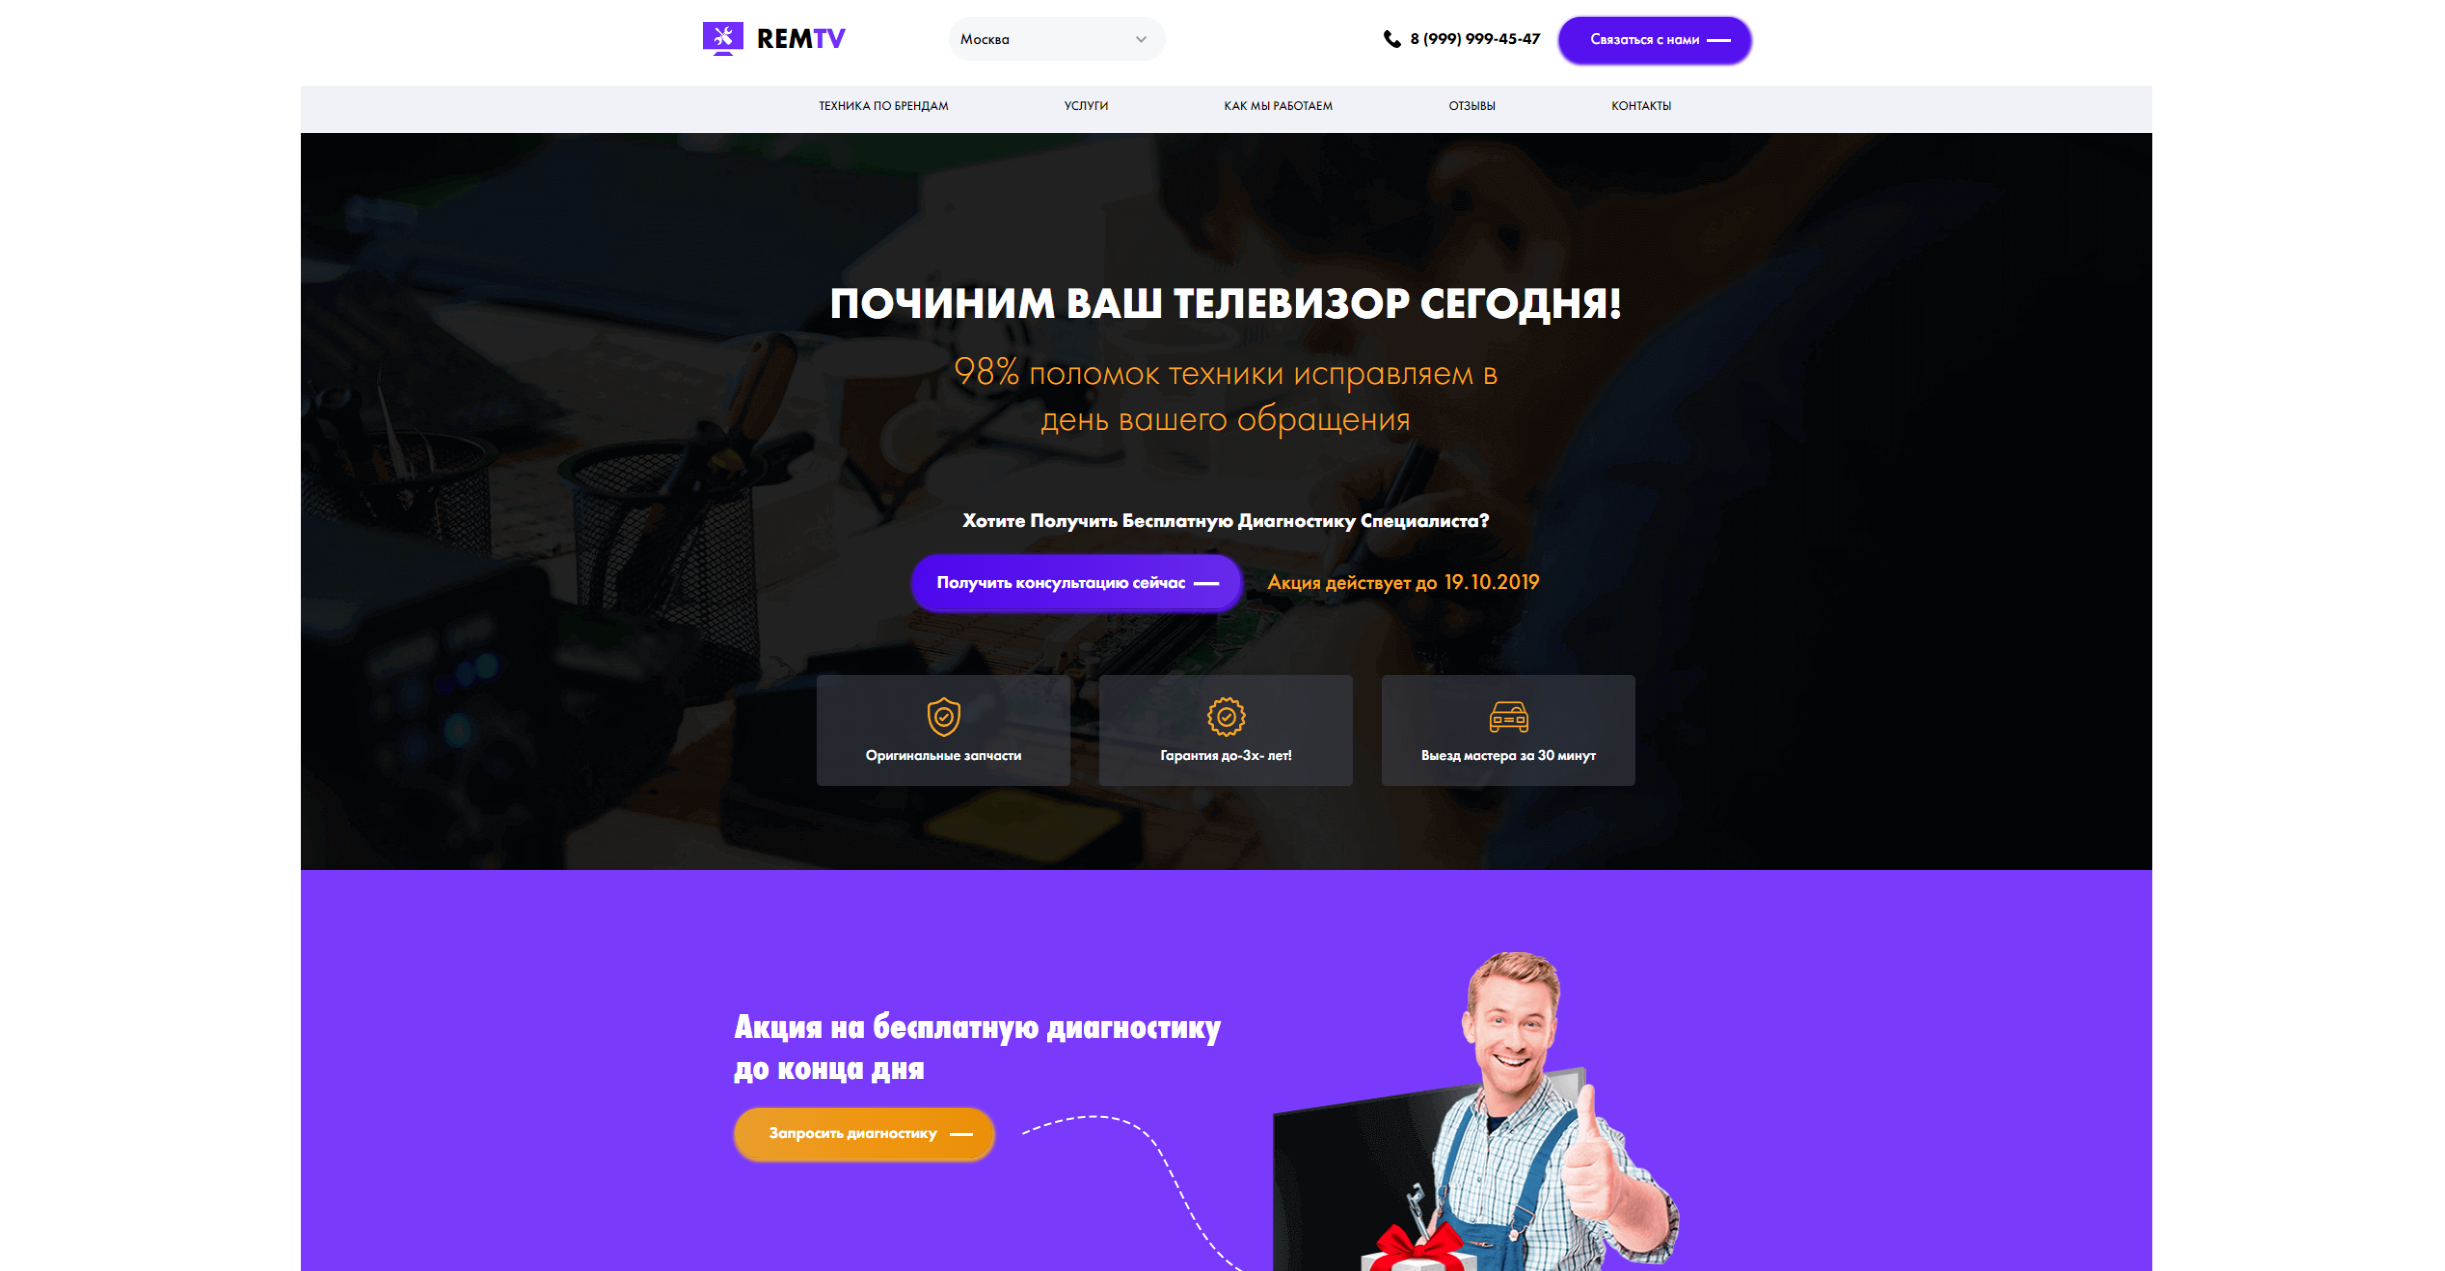 REMTV
Москва
8 (999) 999-45-47
Связаться с нами
ТЕХНИКА ПО БРЕНДАМ
УСЛУГИ
КАК МЫ РАБОТАЕМ
ОТЗЫВЫ
КОНТАКТЫ
ПОЧИНИМ ВАШ ТЕЛЕВИЗОР СЕГОДНЯ!
98% поломок техники исправляем в
день вашего обращения
Хотите Получить Бесплатную Диагностику Специалиста?
Получить консультацию сейчас
Акция действует до 19.10.2019
Оригинальные запчасти
Гарантия до-3х- лет!
Выезд мастера за 30 минут
Акция на бесплатную диагностику
до конца дня
Запросить диагностику